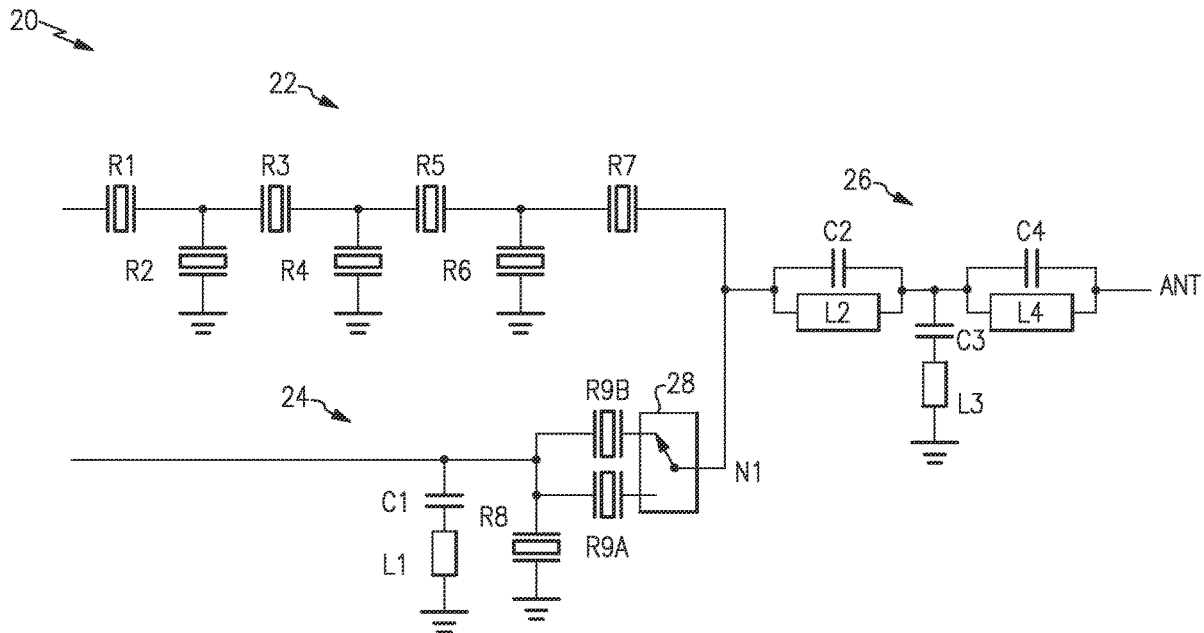 20
22
R1 R3 R5 R7
26
C2 C4
R2 R4 R6
ANT
L2 L4
C3
R9B 28
24
L3
N1
C1
R8
R9A
L1